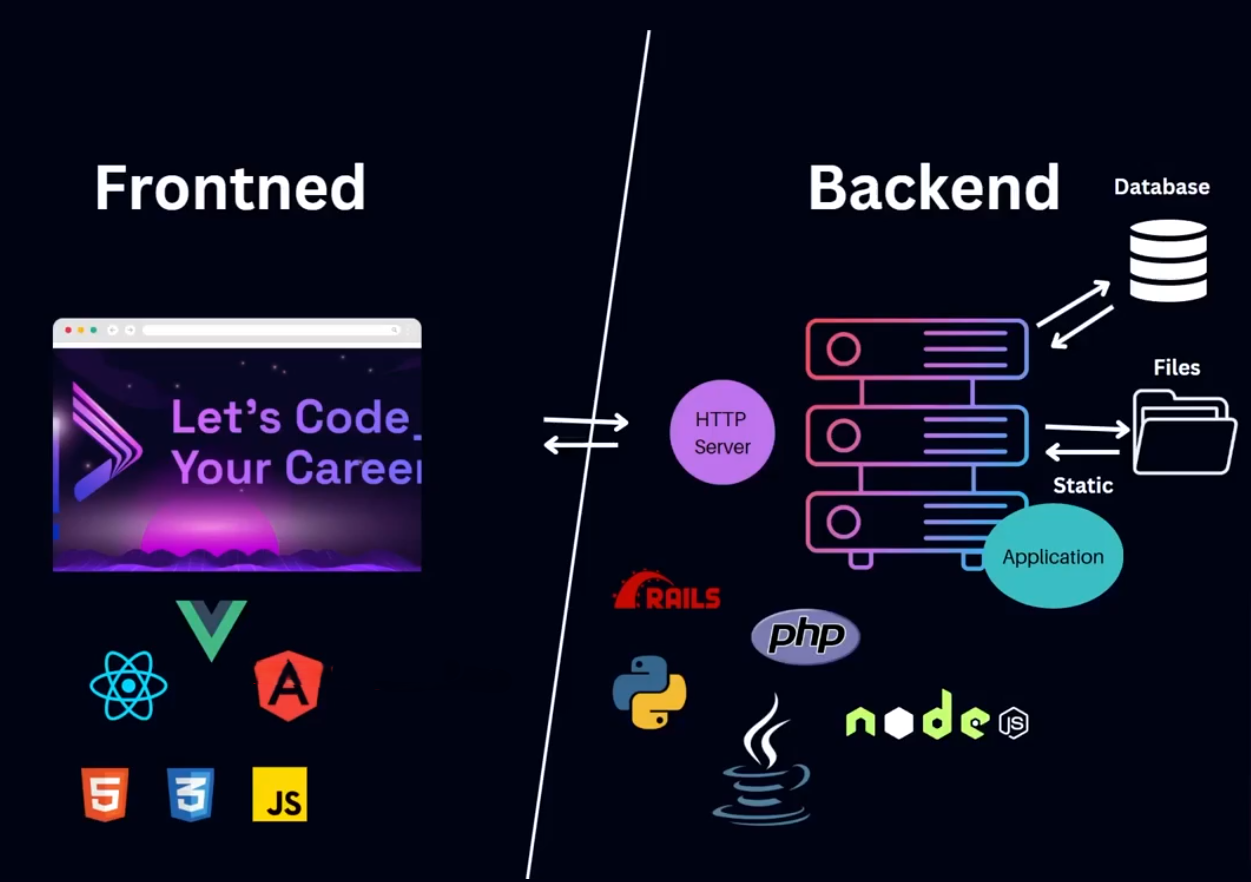 Frontned
Backend
Database
Let's Code_
Your Career
HTTP
Server
Files
Static
Application
RAILS
php
node
JS
5
3
JS